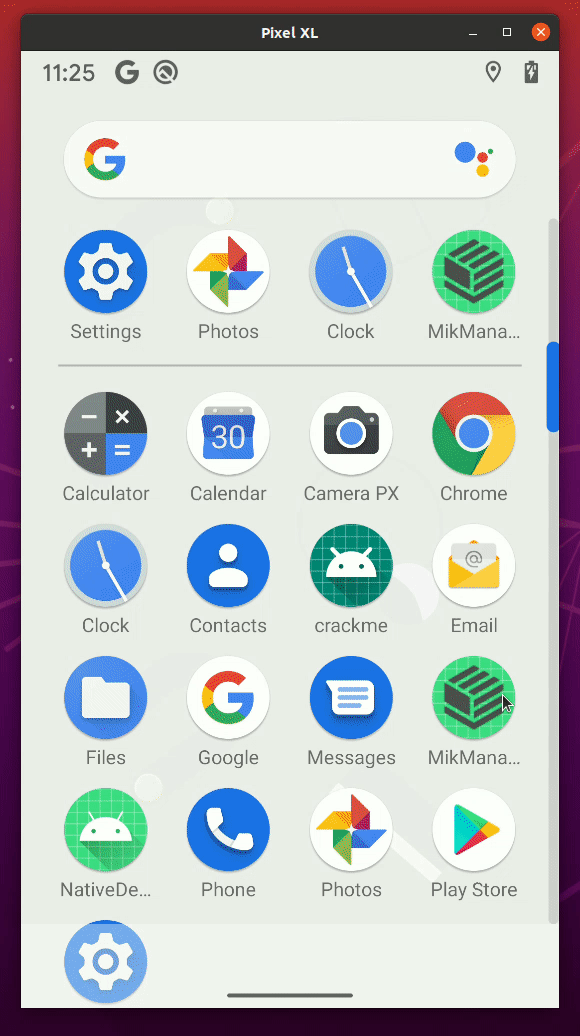 Pixel XL
11:25
Settings
Photos
Clock
MikMana...
Calculator
30
Calendar
Camera PX
Chrome
Clock
Contacts
crackme
@
Email
Files
Google
Messages
MikMana...
NativeDe...
Phone
Photos
Play Store